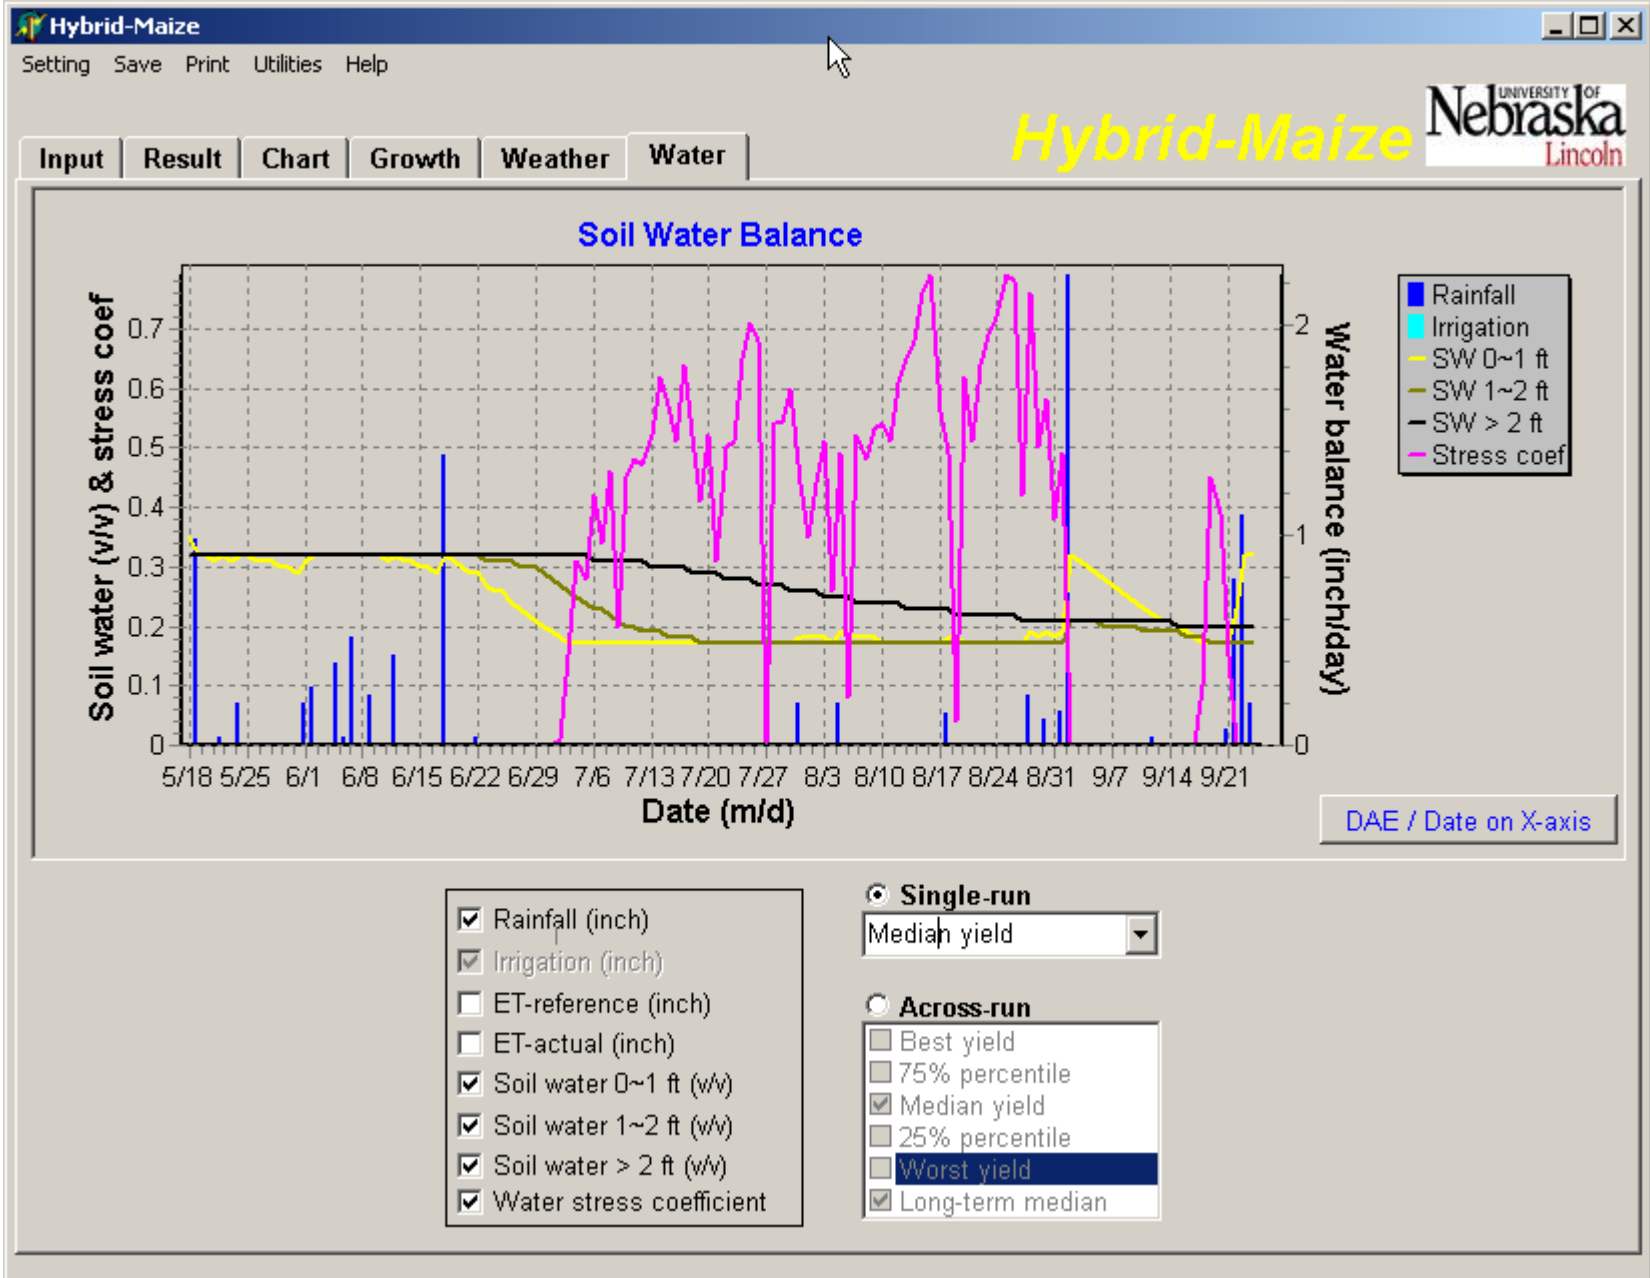 Hybrid-Maize
Setting Save Print Utilities Help
Hybrid-Maize
UNIVERSITY OF
Nebraska
Lincoln
Input Result Chart Growth Weather Water
Soil Water Balance
Soil water (v/v) & stress coef
0.7
0.6
0.5
0.4
0.3
0.2
0.1
0
2
1
0
Water balance (inch/day)
5/18 5/25 6/1 6/8 6/15 6/22 6/29 7/6 7/13 7/20 7/27 8/3 8/10 8/17 8/24 8/31 9/7 9/14 9/21
Date (m/d)
Rainfall
Irrigation
SW 0~1 ft
SW 1~2 ft
SW > 2 ft
Stress coef
DAE / Date on X-axis
Rainfall (inch)
Irrigation (inch)
ET-reference (inch)
ET-actual (inch)
Soil water 0~1 ft (v/v)
Soil water 1~2 ft (v/v)
Soil water > 2 ft (v/v)
Water stress coefficient
Single-run
Median yield
Across-run
Best yield
75% percentile
Median yield
25% percentile
Worst yield
Long-term median